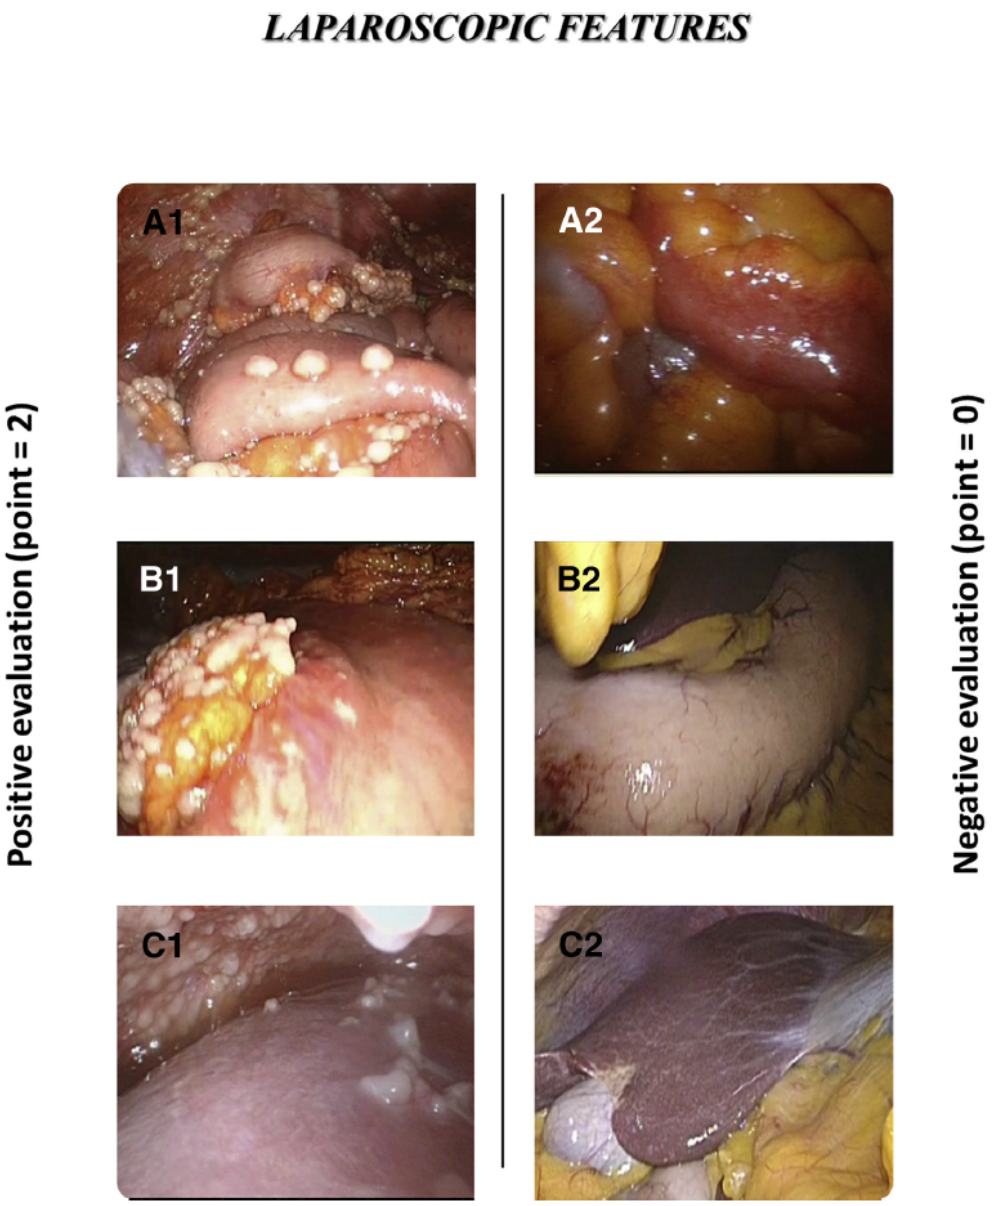 LAPAROSCOPIC FEATURES
Positive evaluation (point = 2)
Negative evaluation (point = 0)
A1
A2
B1
B2
C1
C2